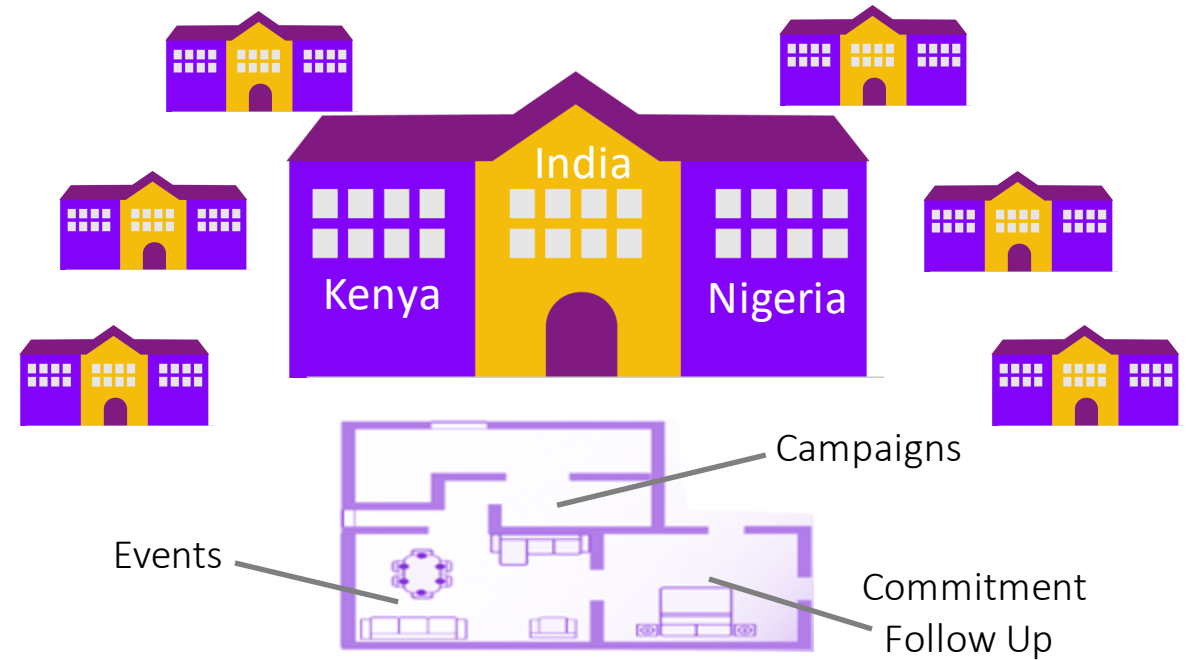 India
Kenya
Nigeria
Campaigns
Events
Commitment
Follow Up